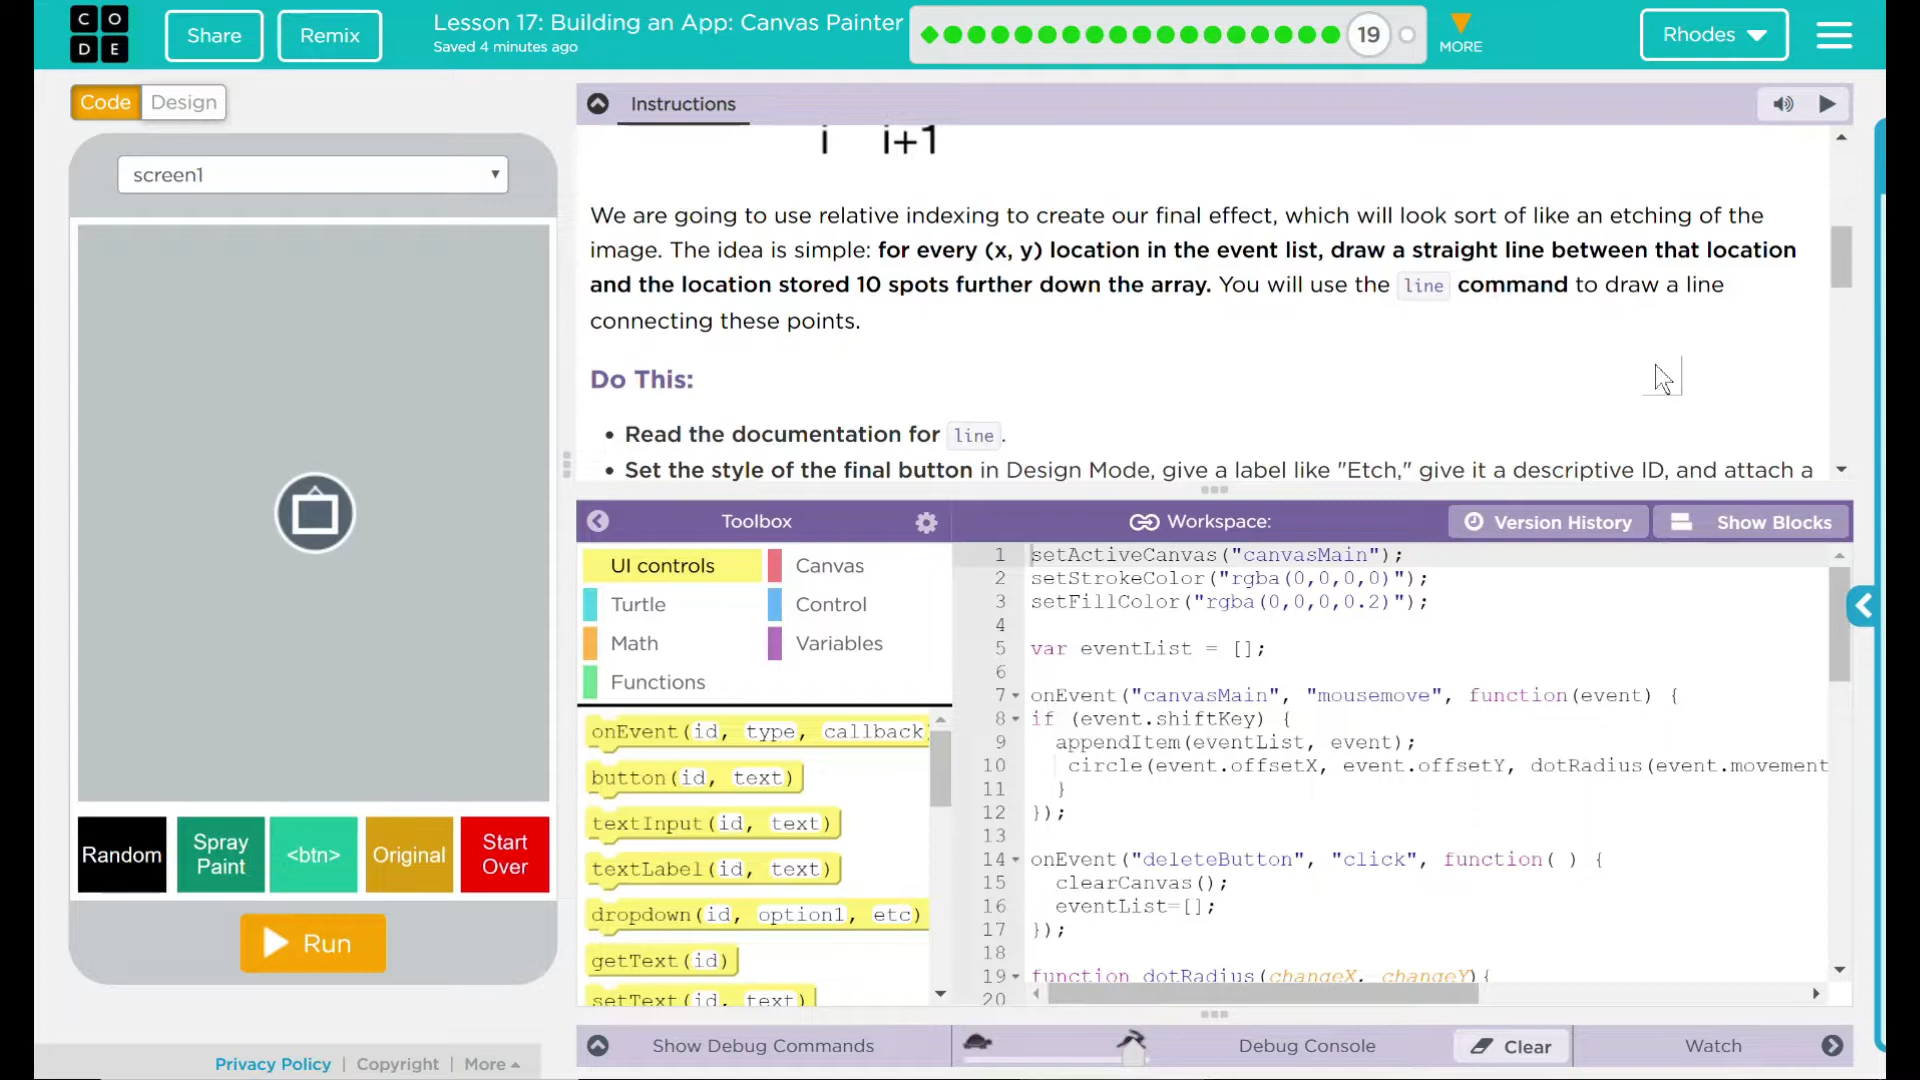 C O
D E
Share
Remix
Lesson 17: Building an App: Canvas Painter
Saved 4 minutes ago
19
MORE
Rhodes
Code
Design
screen1
Random
Spray
Paint
<btn>
Original
Start
Over
Run
Privacy Policy | Copyright | More
Instructions
i i+1
We are going to use relative indexing to create our final effect, which will look sort of like an etching of the
image. The idea is simple: for every (x, y) location in the event list, draw a straight line between that location
and the location stored 10 spots further down the array. You will use the line command to draw a line
connecting these points.
Do This:
• Read the documentation for line.
• Set the style of the final button in Design Mode, give a label like "Etch," give it a descriptive ID, and attach a
Toolbox
UI controls
Canvas
Turtle
Control
Math
Variables
Functions
onEvent(id, type, callback
button(id, text)
textInput(id, text)
textLabel(id, text)
dropdown(id, option1, etc)
getText(id)
setText(id, text)
Workspace:
Version History
Show Blocks
1 setActiveCanvas("canvasMain");
2 setStrokeColor("rgba(0,0,0,0)");
3 setFillColor("rgba(0,0,0,0.2)");
4
5 var eventList = [];
6
7 onEvent("canvasMain", "mousemove", function(event) {
8 if (event.shiftKey) {
9 appendItem(eventList, event);
10 circle(event.offsetX, event.offsetY, dotRadius(event.movement
11 }
12 });
13
14 onEvent("deleteButton", "click", function( ) {
15 clearCanvas();
16 eventList=[];
17 });
18
19 function dotRadius(changeX, changeY){
20
Show Debug Commands
Debug Console
Clear
Watch